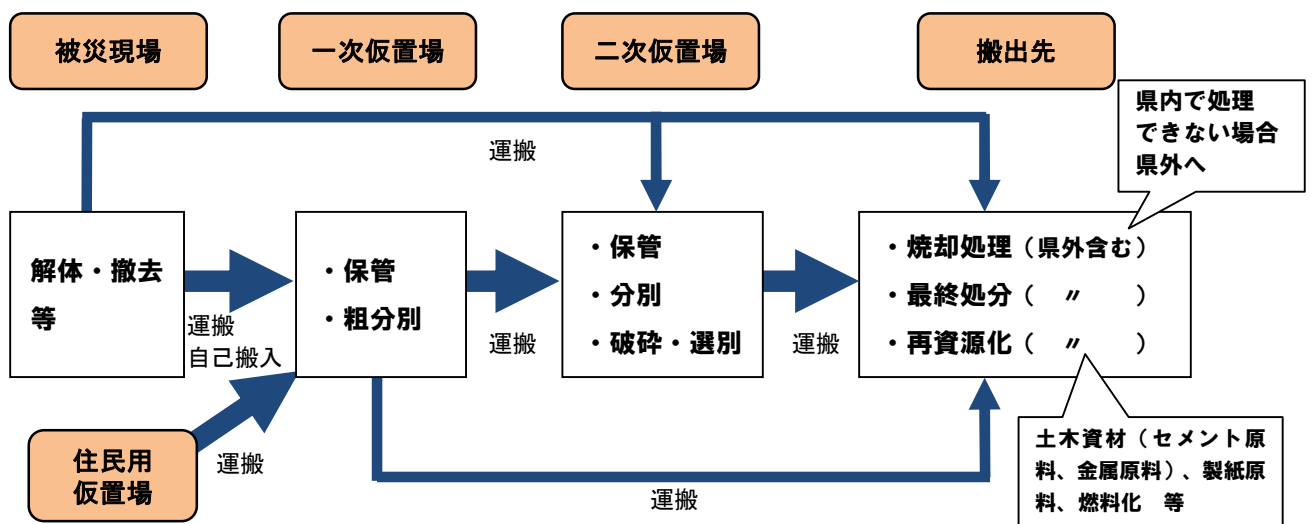 被災現場
一次仮置場
二次仮置場
搬出先
県内で処理
できない場合
県外へ
運搬
解体・撤去
等
運搬
自己搬入
・保管
・粗分別
運搬
・保管
・分別
・破砕・選別
運搬
・焼却処理（県外含む）
・最終処分（　〃　　）
・再資源化（　〃　　）
住民用
仮置場
運搬
運搬
土木資材（セメント原
料、金属原料）、製紙原
料、燃料化　等